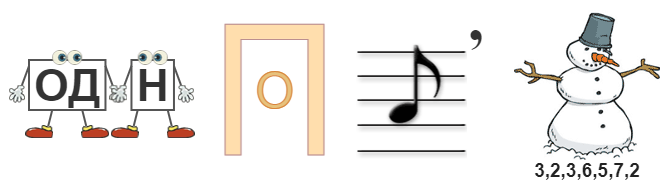 ОД Н П О ,
3,2,3,6,5,7,2